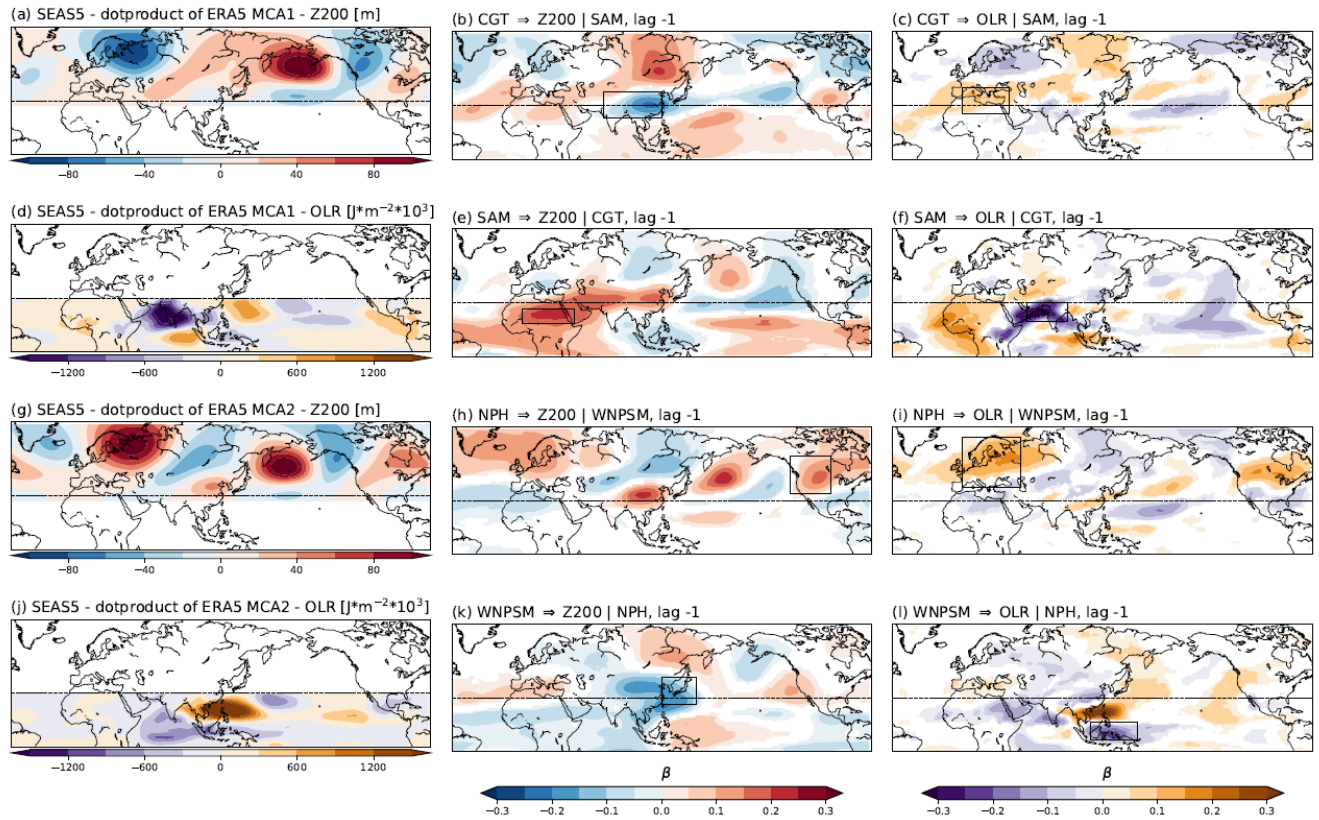 (a) SEAS5 - dotproduct of ERA5 MCA1 - Z200 [m]
(b) CGT ⇒ Z200 | SAM, lag -1
(c) CGT ⇒ OLR | SAM, lag -1
−80 −40 0 40 80
(d) SEAS5 - dotproduct of ERA5 MCA1 - OLR [J*m⁻²*10³]
(e) SAM ⇒ Z200 | CGT, lag -1
(f) SAM ⇒ OLR | CGT, lag -1
−1200 −600 0 600 1200
(g) SEAS5 - dotproduct of ERA5 MCA2 - Z200 [m]
(h) NPH ⇒ Z200 | WNPSM, lag -1
(i) NPH ⇒ OLR | WNPSM, lag -1
−80 −40 0 40 80
(j) SEAS5 - dotproduct of ERA5 MCA2 - OLR [J*m⁻²*10³]
(k) WNPSM ⇒ Z200 | NPH, lag -1
(l) WNPSM ⇒ OLR | NPH, lag -1
−1200 −600 0 600 1200
β
β
−0.3 −0.2 −0.1 0.0 0.1 0.2 0.3
−0.3 −0.2 −0.1 0.0 0.1 0.2 0.3